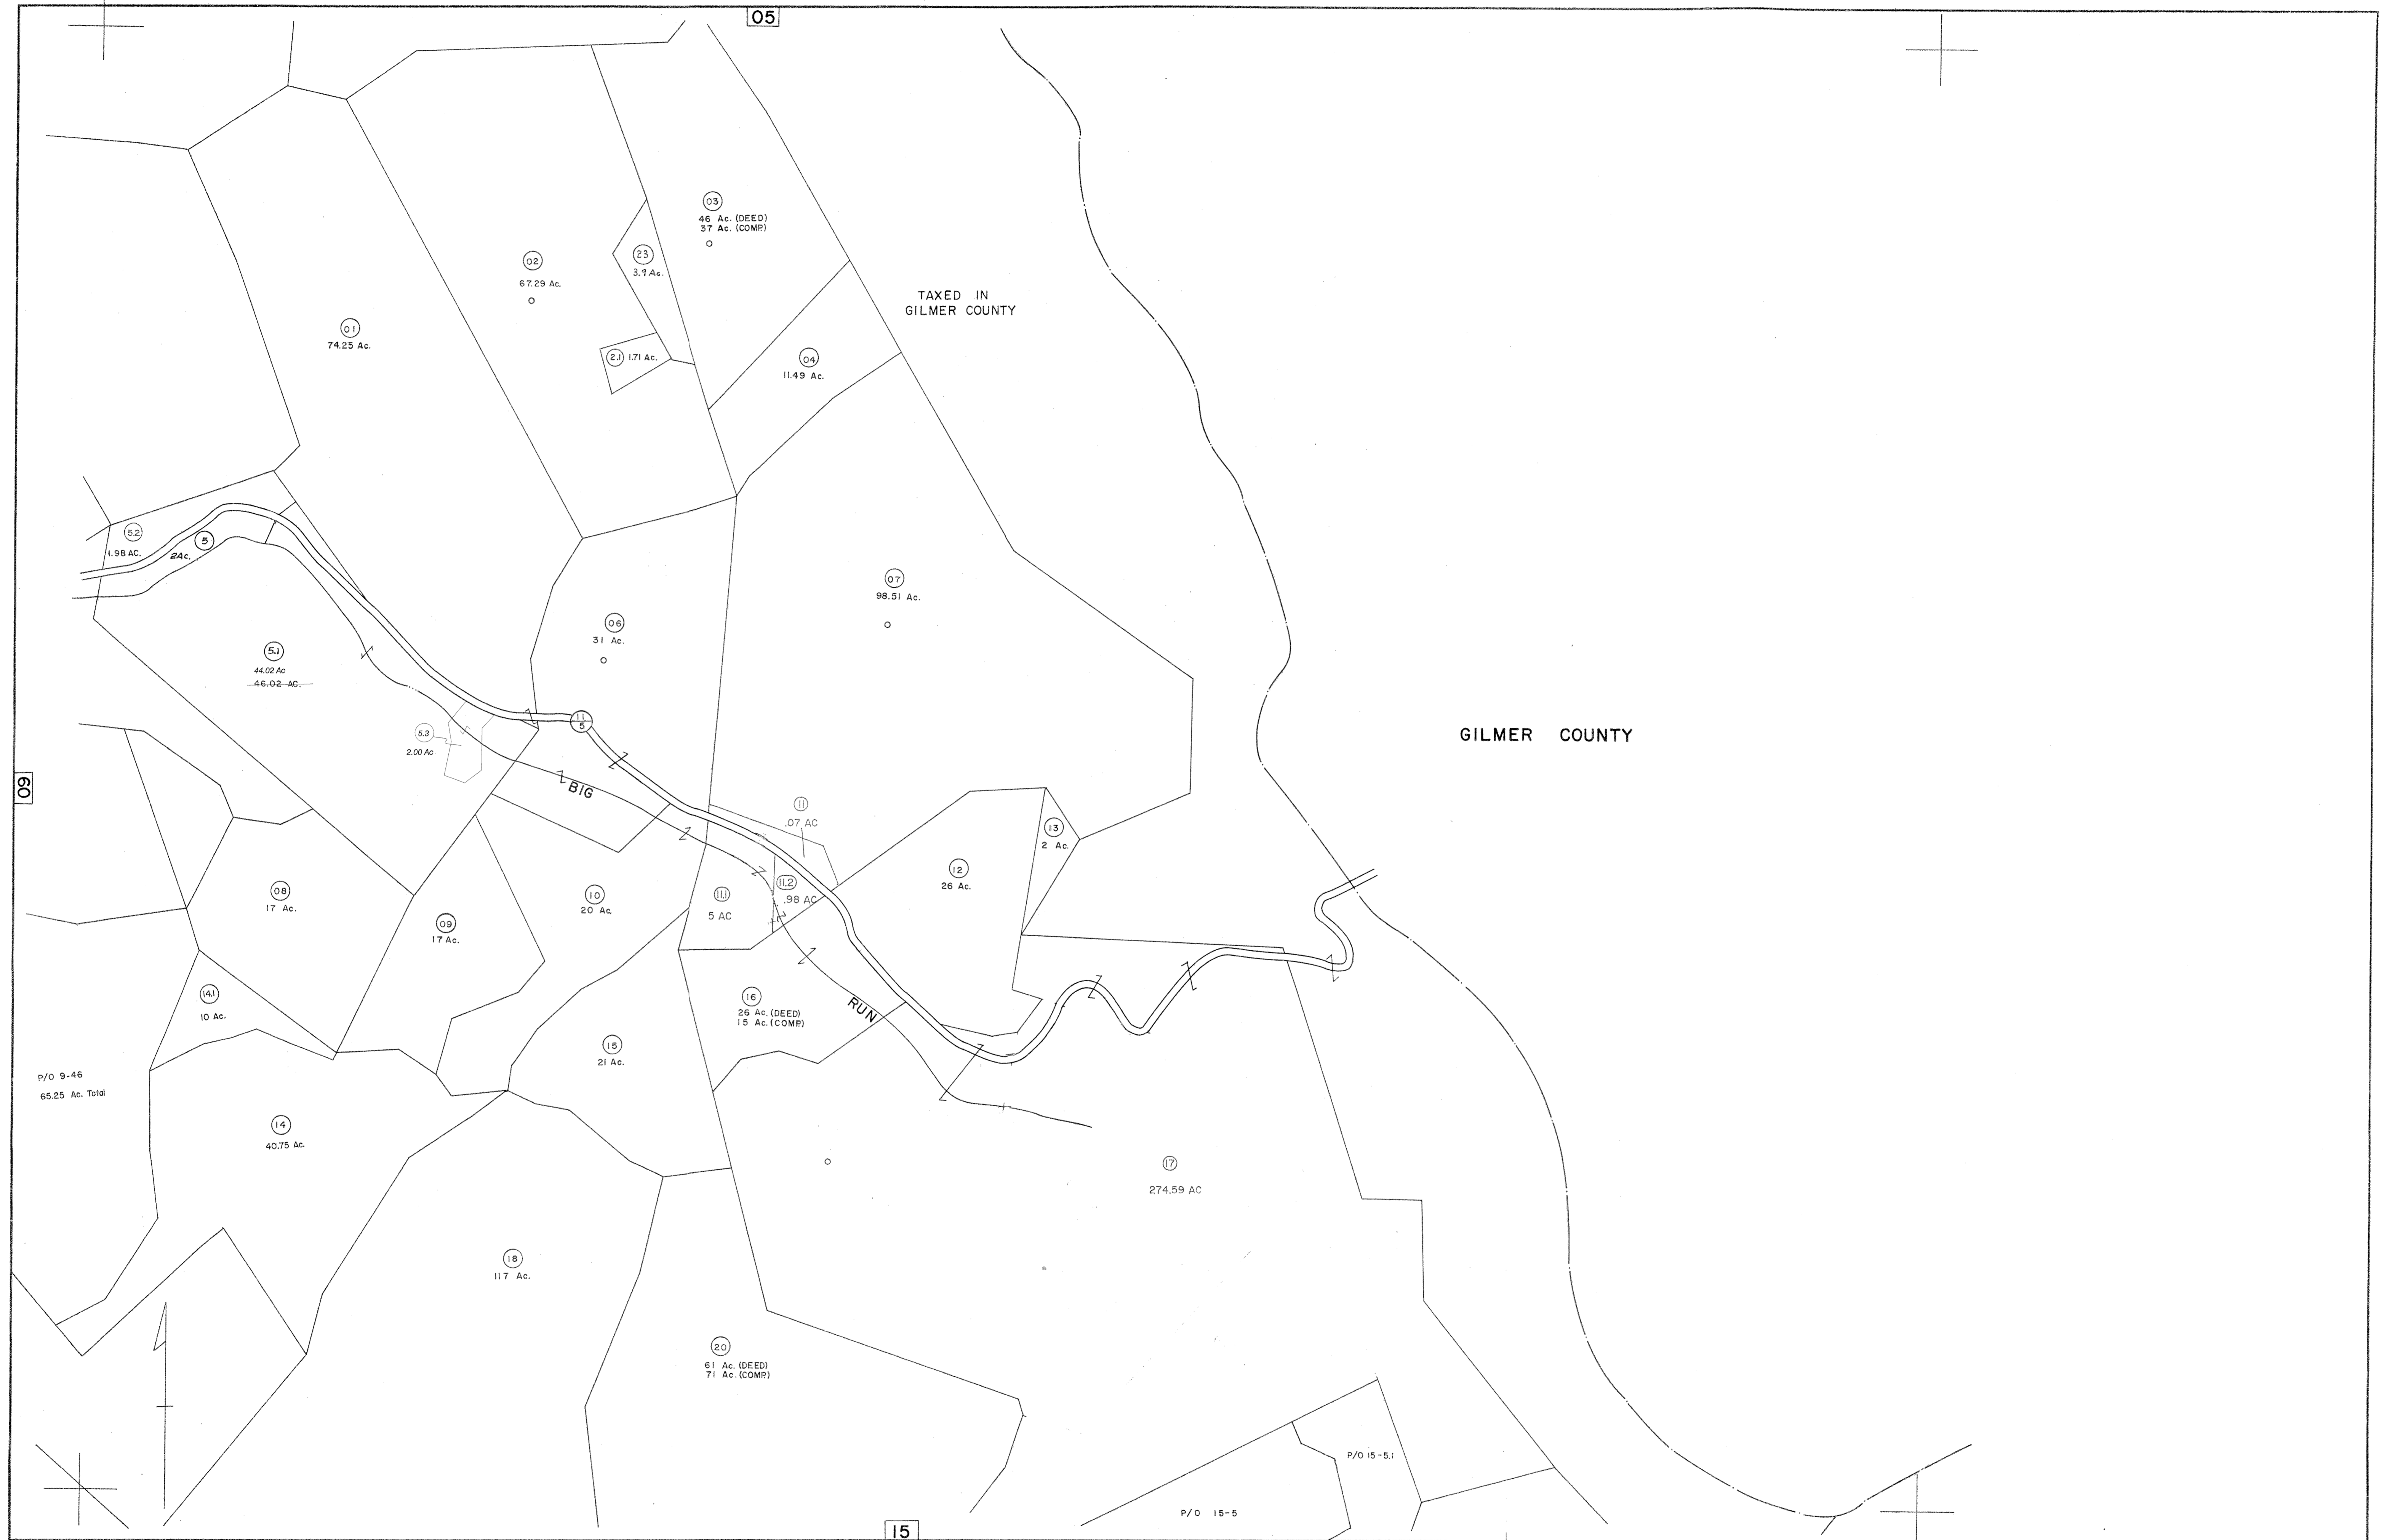 05
03
46 Ac. (DEED)
37 Ac. (COMP.)
02
67.29 Ac.
23
3.9 Ac.
TAXED IN
GILMER COUNTY
01
74.25 Ac.
2.1 1.71 Ac.
04
11.49 Ac.
5.2
1.98 AC.
5
2Ac.
07
98.51 Ac.
06
31 Ac.
5.1
44.02 Ac
46.02 AC.
11
5
5.3
2.00 Ac
GILMER COUNTY
09
BIG
11
.07 AC
13
2 Ac.
12
26 Ac.
08
17 Ac.
10
20 Ac.
11.1
5 AC
11.2
.98 AC
09
17 Ac.
14.1
10 Ac.
16
26 Ac. (DEED)
15 Ac. (COMP.)
RUN
15
21 Ac.
P/O 9-46
65.25 Ac. Total
14
40.75 Ac.
17
274.59 AC
18
117 Ac.
20
61 Ac. (DEED)
71 Ac. (COMP.)
P/O 15-5.1
P/O 15-5
15